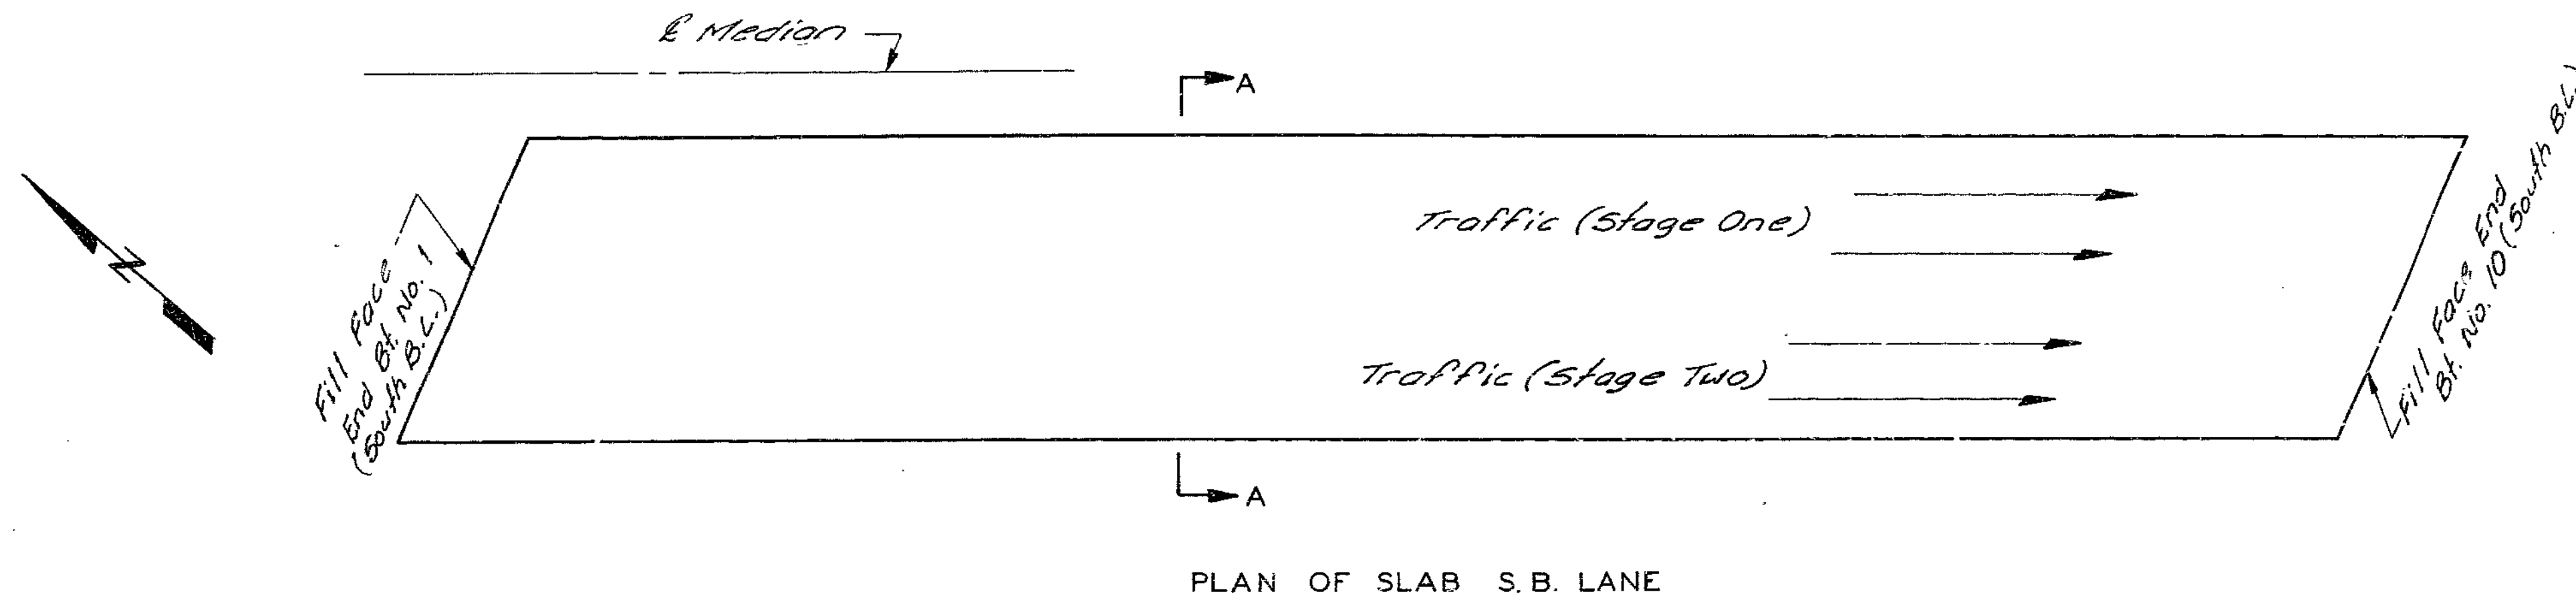 ℄ Median
A
Traffic (Stage One)
Traffic (Stage Two)
Fill Face
End Bt. No. 1
(South B.L.)
Fill Face End
Bt. No. 10 (South B.L.)
N
A
PLAN OF SLAB S.B. LANE